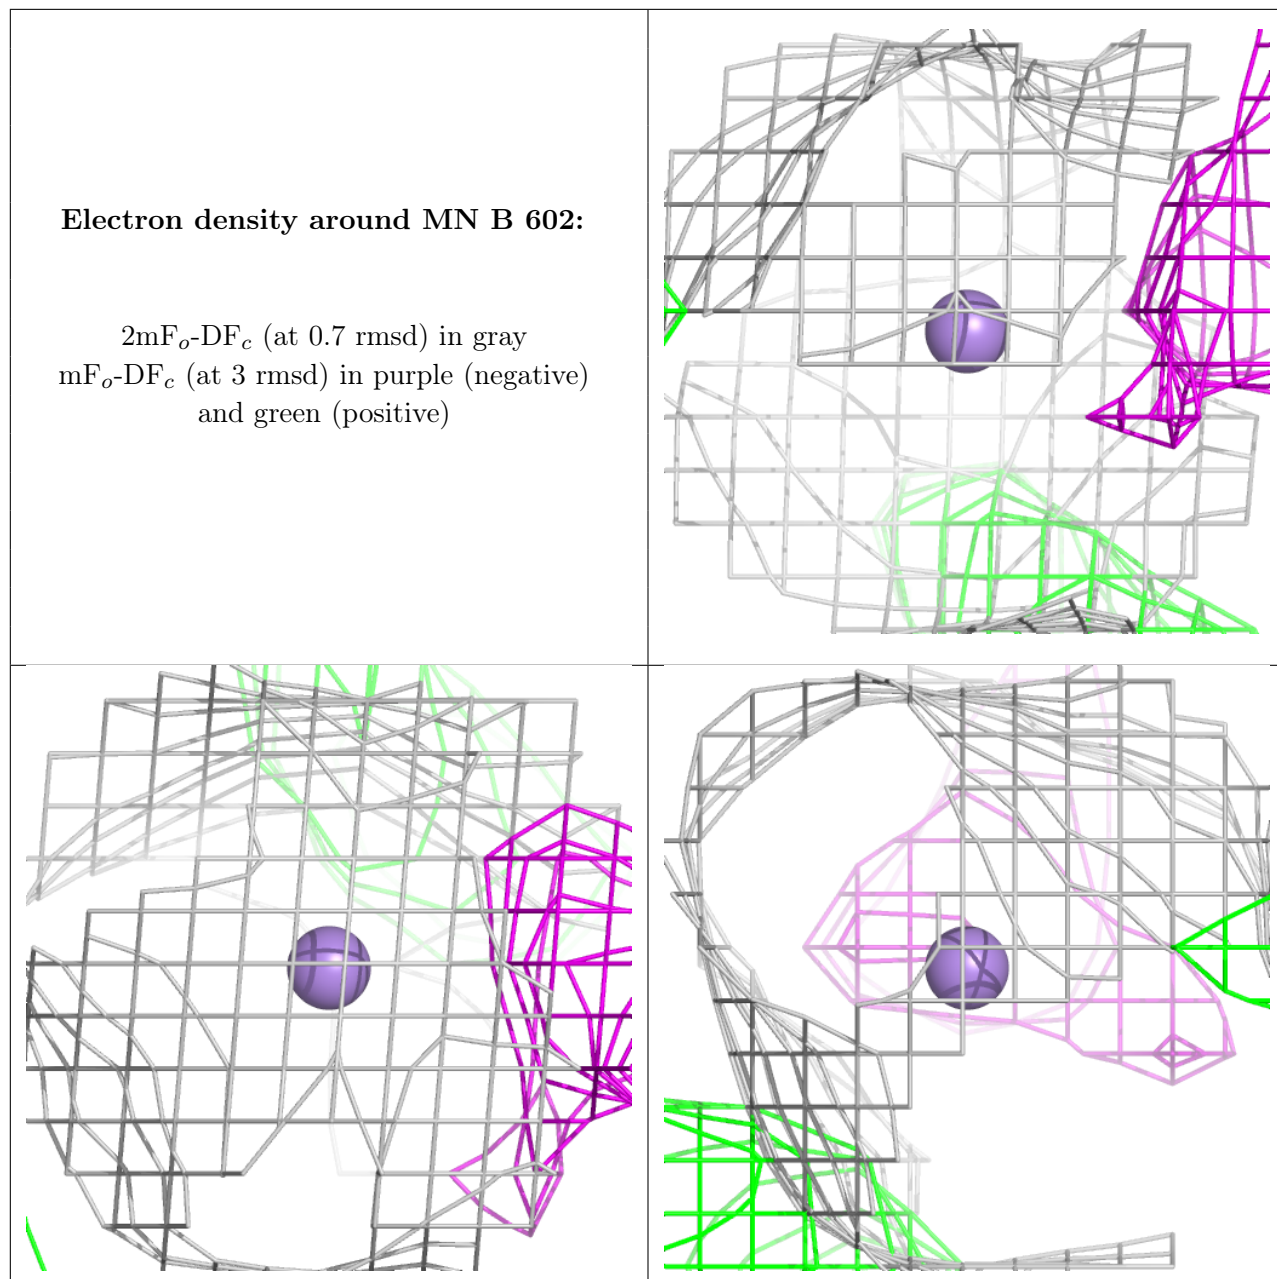 Electron density around MN B 602:
2mFo-DFc (at 0.7 rmsd) in gray
mFo-DFc (at 3 rmsd) in purple (negative)
and green (positive)